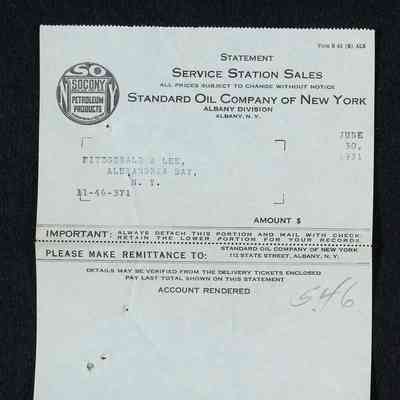 Form B 43 (M) ALB
STATEMENT
SERVICE STATION SALES
ALL PRICES SUBJECT TO CHANGE WITHOUT NOTICE
STANDARD OIL COMPANY OF NEW YORK
ALBANY DIVISION
ALBANY, N. Y.
SO
SOCONY
PETROLEUM
PRODUCTS
JUNE
30,
1931
FITZGERALD & LEE,
ALEXANDRIA BAY,
N. Y.
11-46-371
AMOUNT $
IMPORTANT: ALWAYS DETACH THIS PORTION AND MAIL WITH CHECK.
RETAIN THE LOWER PORTION FOR YOUR RECORDS.
PLEASE MAKE REMITTANCE TO: STANDARD OIL COMPANY OF NEW YORK
112 STATE STREET, ALBANY, N. Y.
DETAILS MAY BE VERIFIED FROM THE DELIVERY TICKETS ENCLOSED
PAY LAST TOTAL SHOWN ON THIS STATEMENT
ACCOUNT RENDERED
546